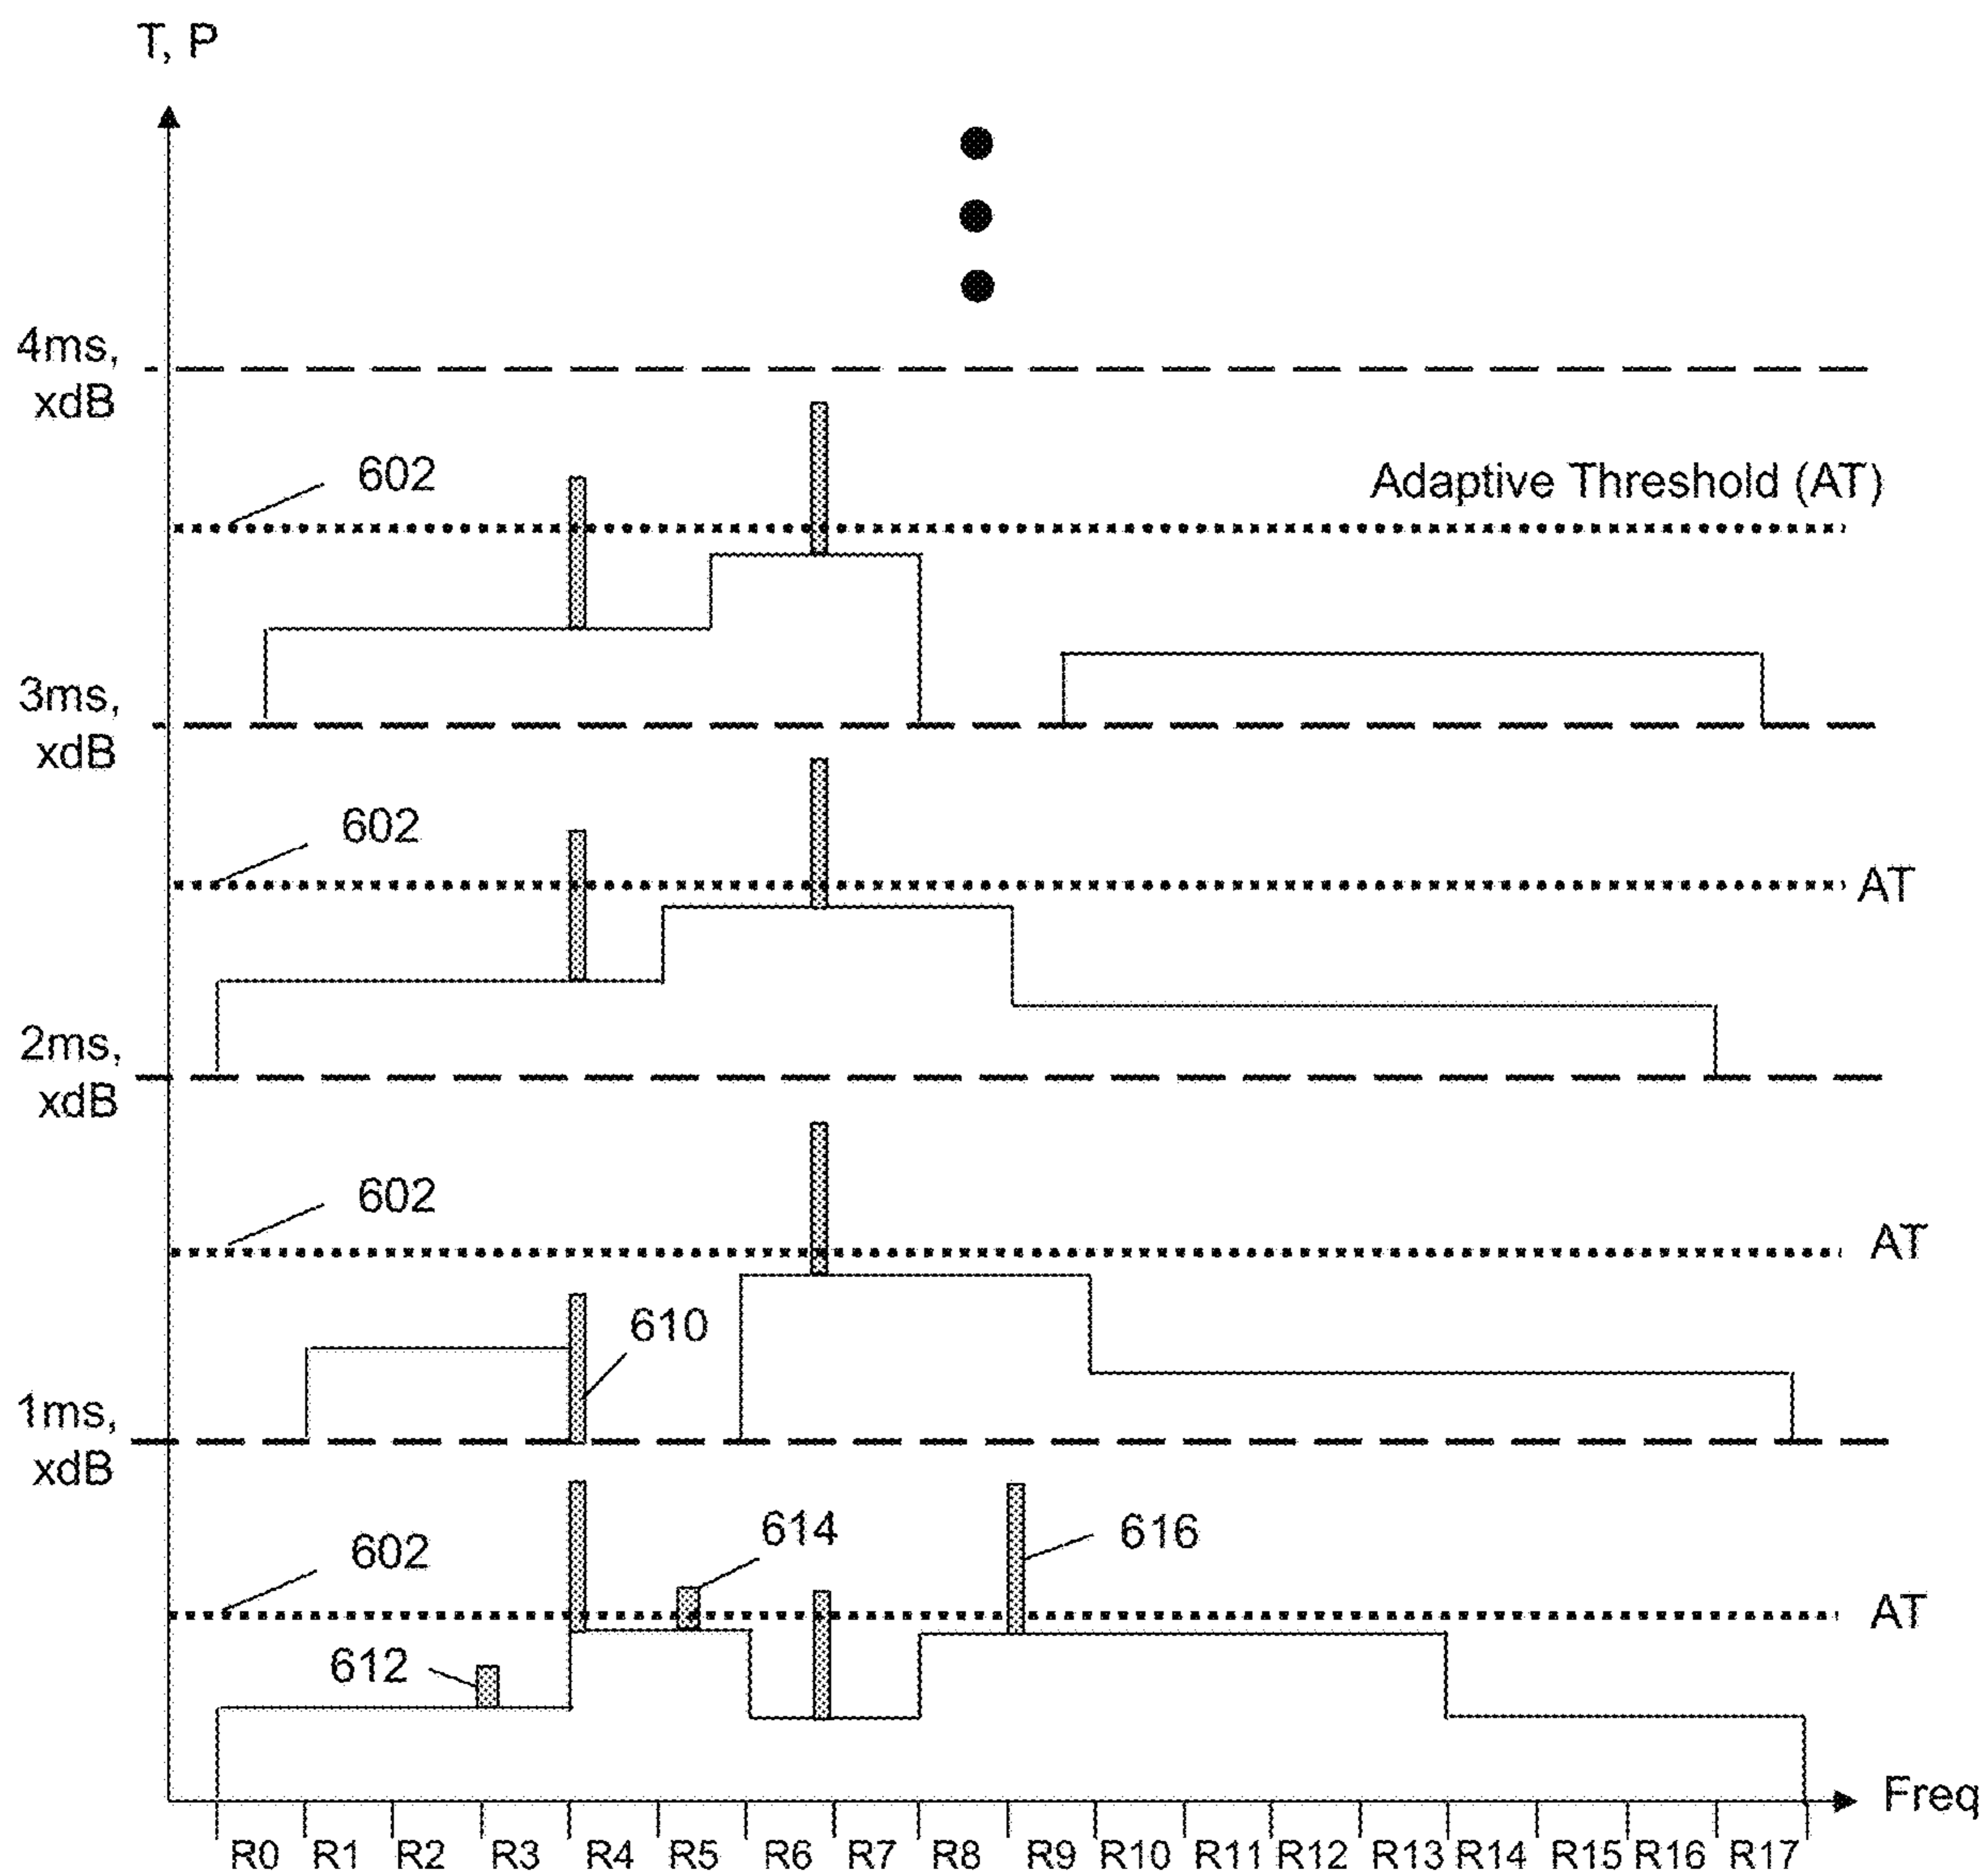 T, P
4ms,
xdB
602
Adaptive Threshold (AT)
3ms,
xdB
602
AT
2ms,
xdB
602
AT
610
1ms,
xdB
602
614
616
AT
612
Freq
R0 R1 R2 R3 R4 R5 R6 R7 R8 R9 R10 R11 R12 R13 R14 R15 R16 R17